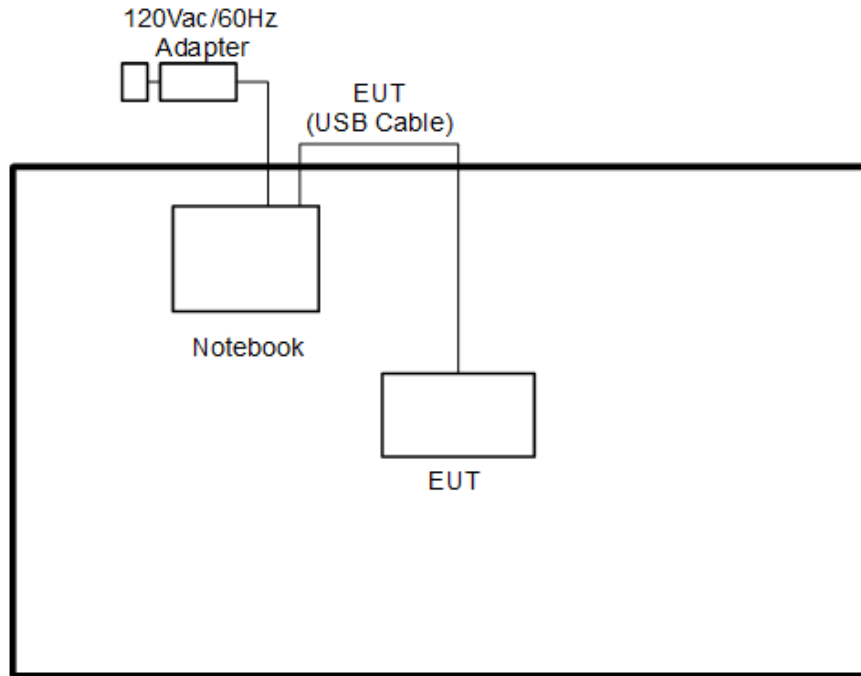 120Vac/60Hz
Adapter
EUT
(USB Cable)
Notebook
EUT